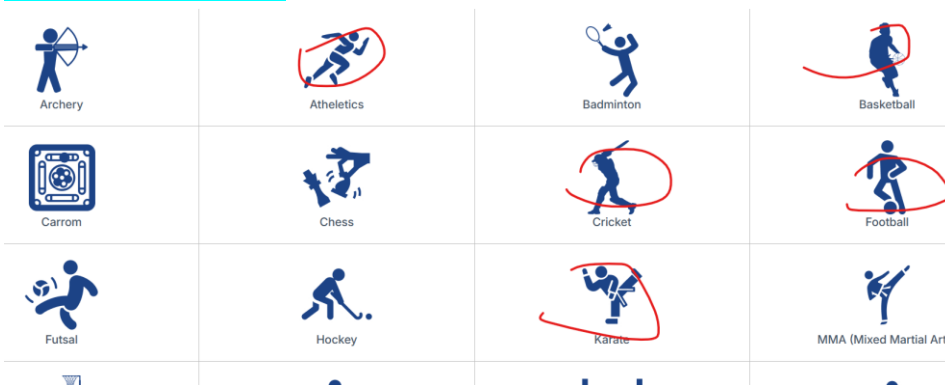 Archery Atheletics Badminton Basketball
Carrom Chess Cricket Football
Futsal Hockey Karate MMA (Mixed Martial Art